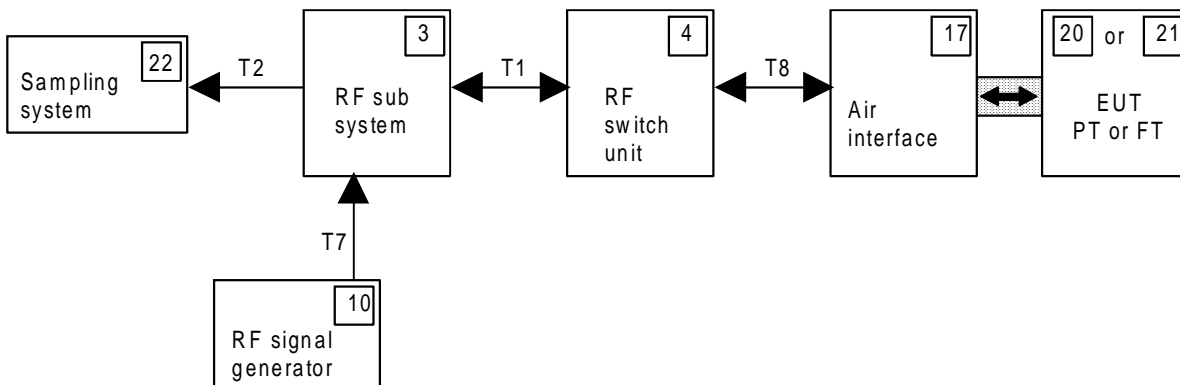 22
Sampling
system
T2
3
RF sub
system
T1
4
RF
switch
unit
T8
17
Air
interface
20 or 21
EUT
PT or FT
T7
10
RF signal
generator